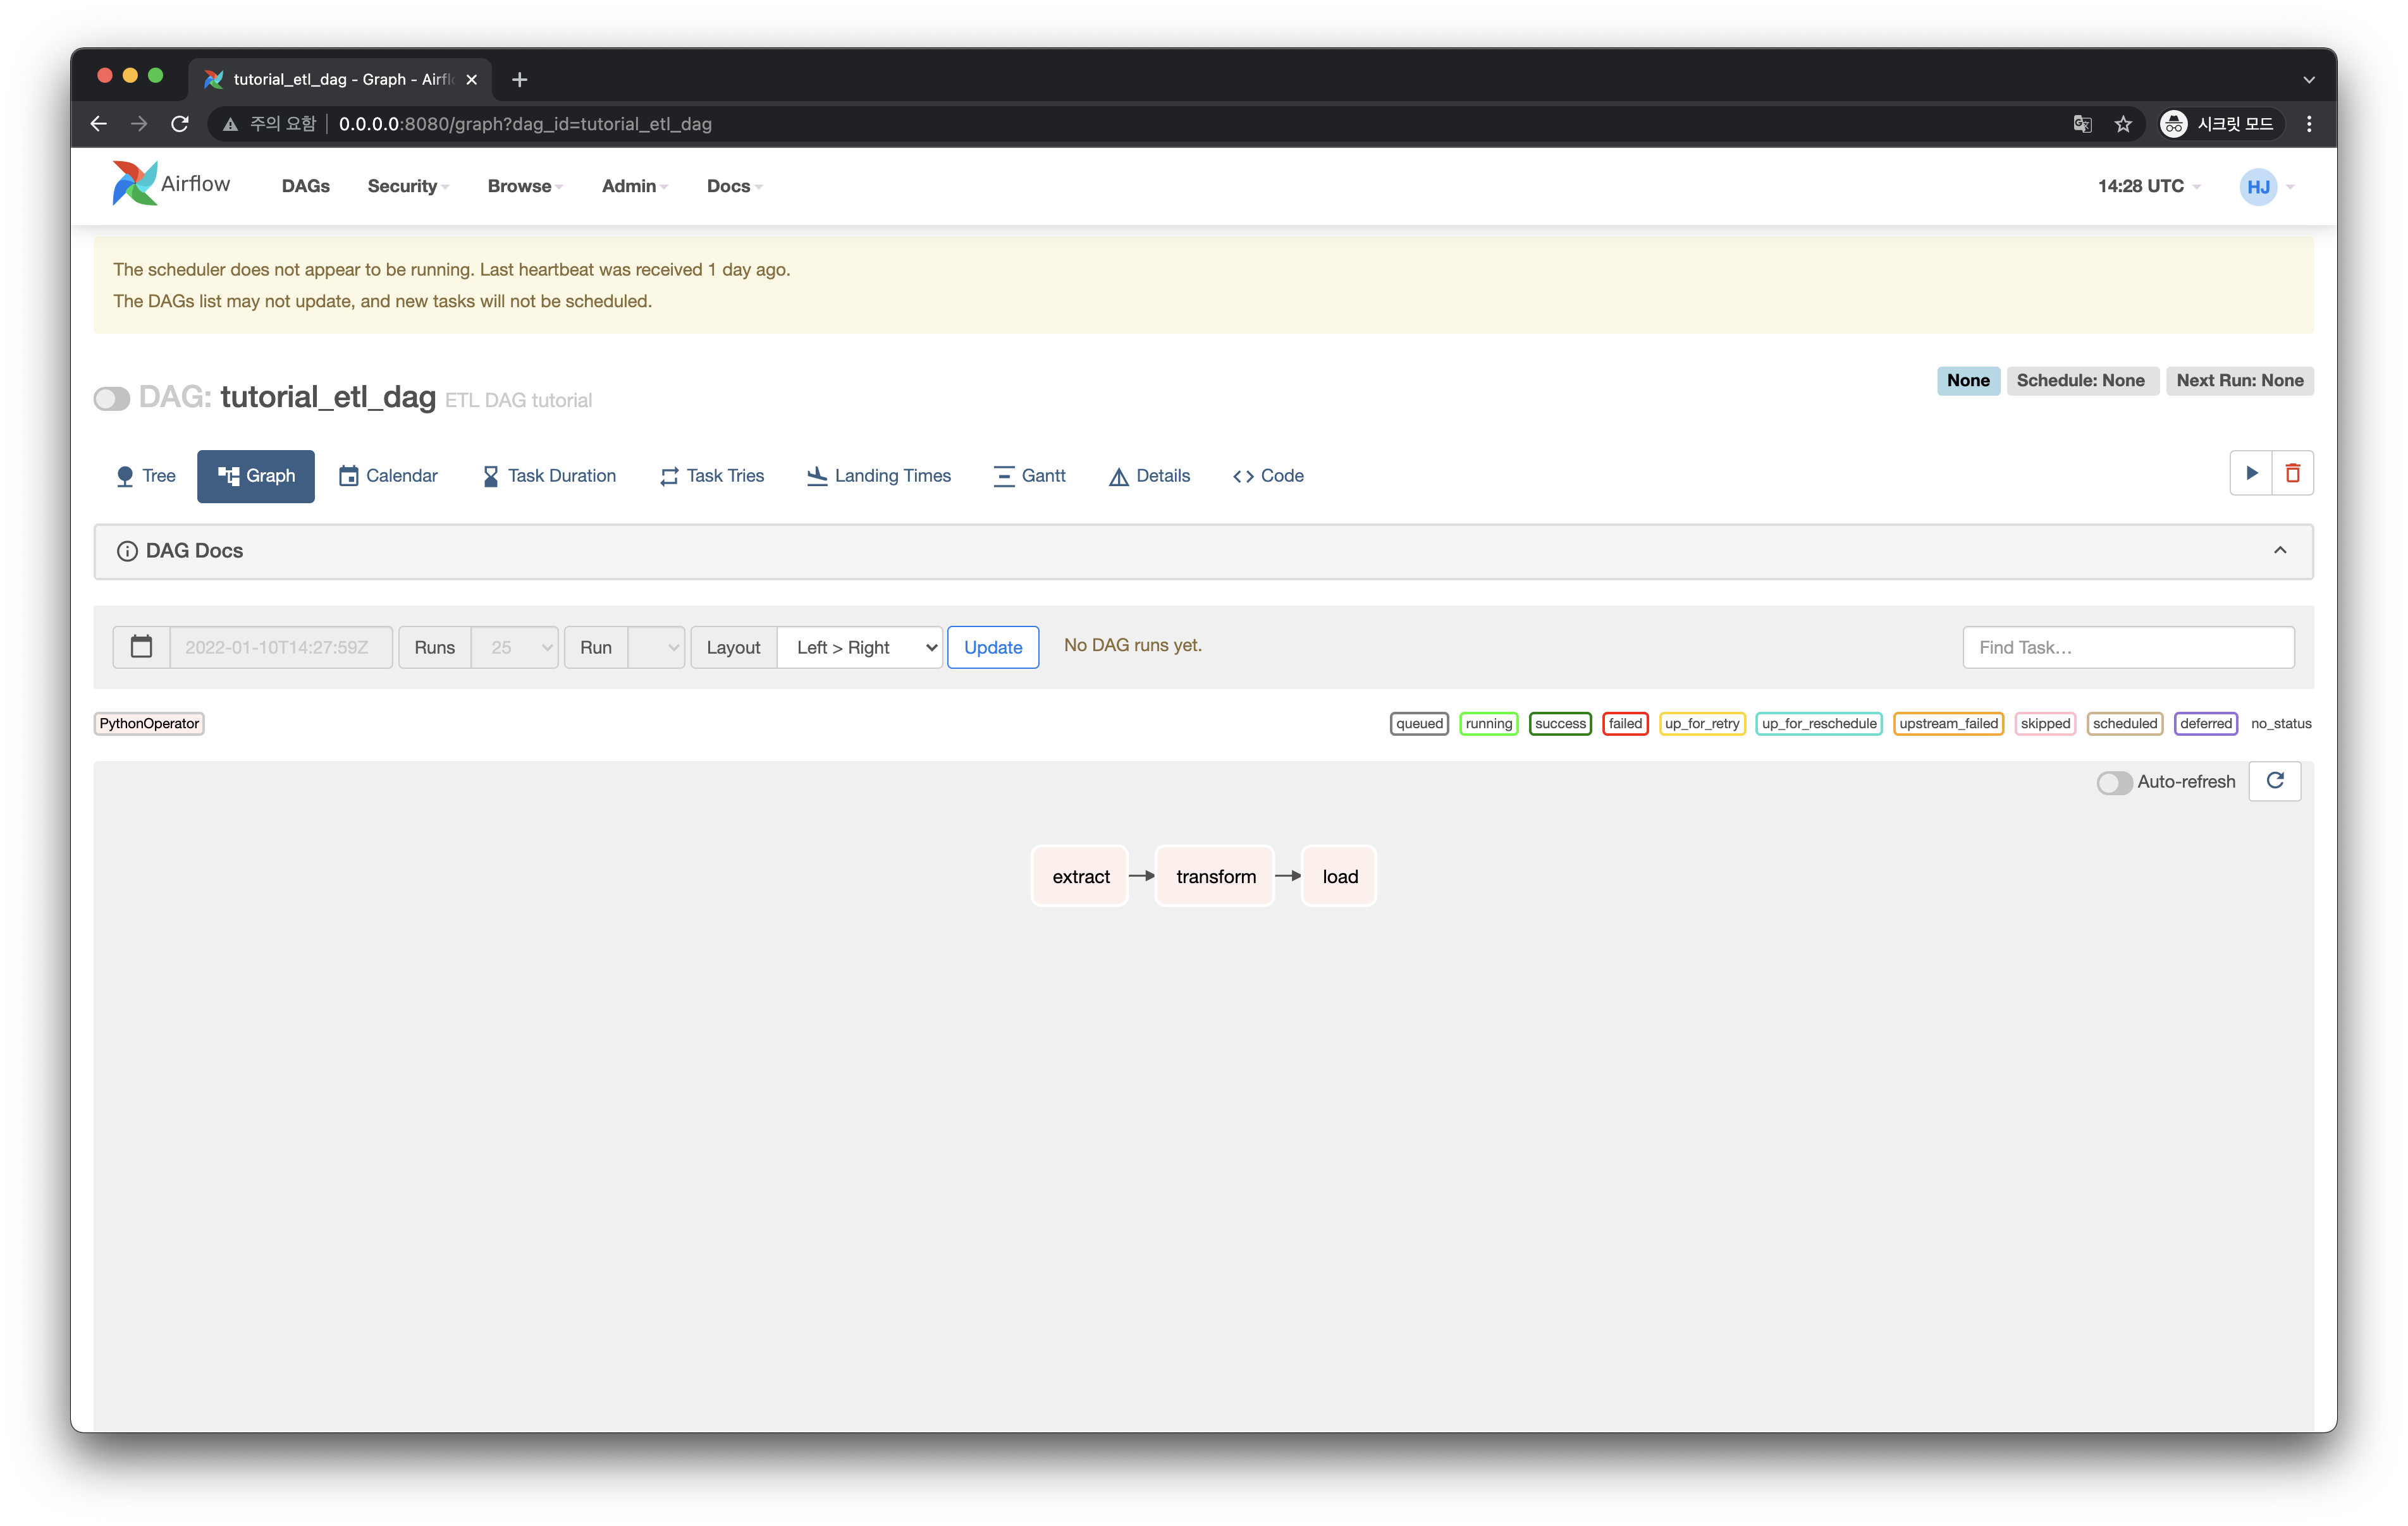 tutorial_etl_dag - Graph - Airfl
주의 요함 0.0.0.0:8080/graph?dag_id=tutorial_etl_dag 시크릿 모드
Airflow DAGs Security Browse Admin Docs 14:28 UTC HJ
The scheduler does not appear to be running. Last heartbeat was received 1 day ago.
The DAGs list may not update, and new tasks will not be scheduled.
None Schedule: None Next Run: None
DAG: tutorial_etl_dag ETL DAG tutorial
Tree Graph Calendar Task Duration Task Tries Landing Times Gantt Details Code
DAG Docs
2022-01-10T14:27:59Z Runs 25 Run Layout Left > Right Update No DAG runs yet. Find Task…
PythonOperator queued running success failed up_for_retry up_for_reschedule upstream_failed skipped scheduled deferred no_status
Auto-refresh
extract transform load